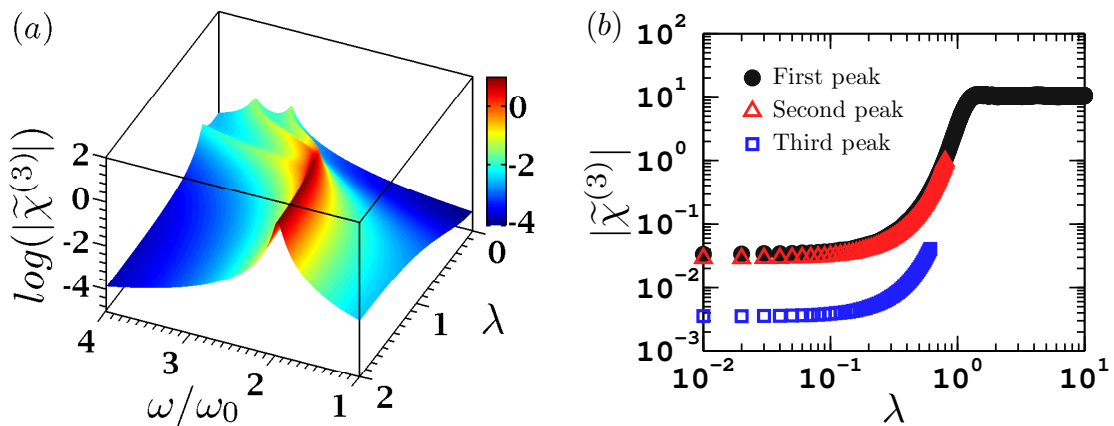 (a)
log(|χ̃^(3)|)
2
0
-2
-4
4
3
2
1
ω/ω₀
0
1
2
λ
0
-2
-4
(b)
|χ̃^(3)|
10^2
10^1
10^0
10^-1
10^-2
10^-3
First peak
Second peak
Third peak
10^-2
10^-1
10^0
10^1
λ